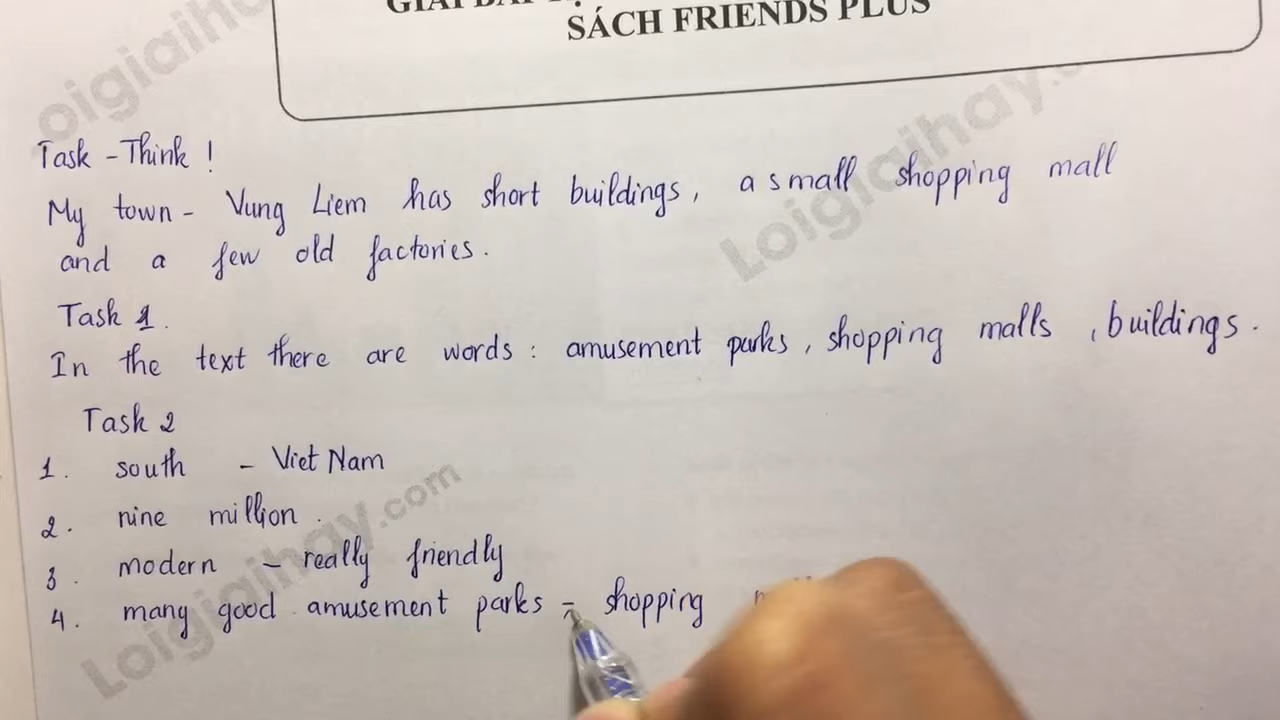 SÁCH FRIENDS PLUS
Task - Think !
My town - Vung Liem has short buildings, a small shopping mall
and a few old factories.
Task 1.
In the text there are words : amusement parks, shopping malls , buildings.
Task 2
1. south - Viet Nam
2. nine million.
3. modern - really friendly
4. many good amusement parks - shopping
Loigiaihay.com